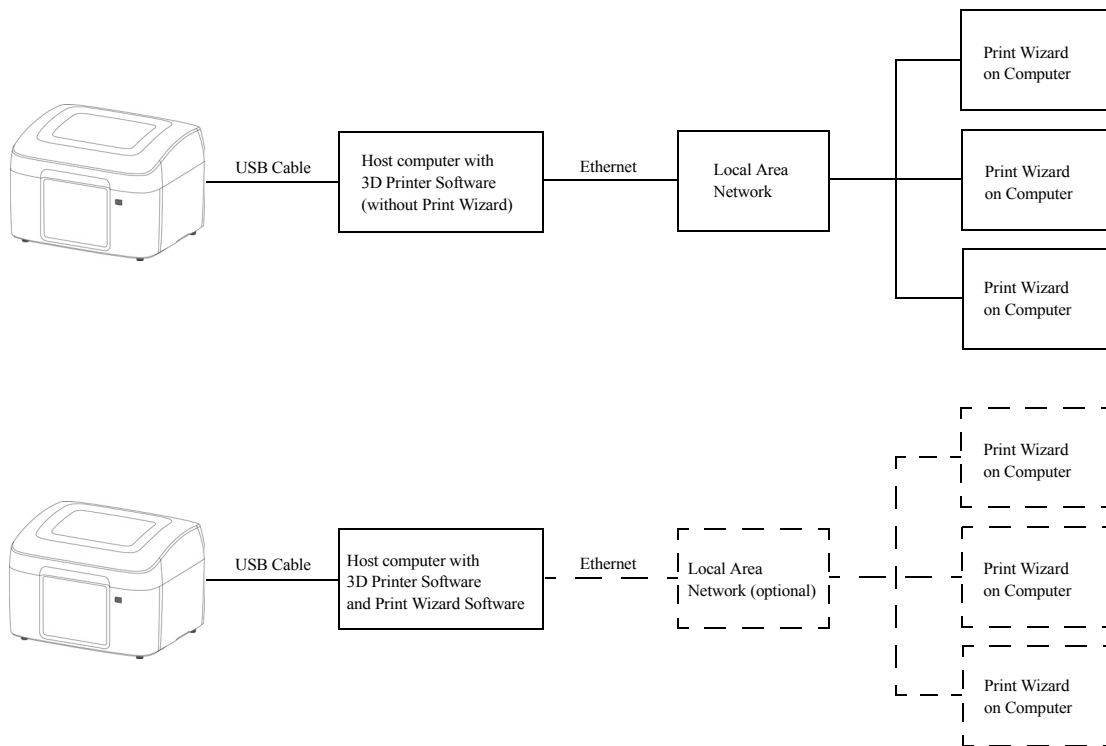 Print Wizard
on Computer
USB Cable
Host computer with
3D Printer Software
(without Print Wizard)
Ethernet
Local Area
Network
Print Wizard
on Computer
Print Wizard
on Computer
Print Wizard
on Computer
USB Cable
Host computer with
3D Printer Software
and Print Wizard Software
Ethernet
Local Area
Network (optional)
Print Wizard
on Computer
Print Wizard
on Computer